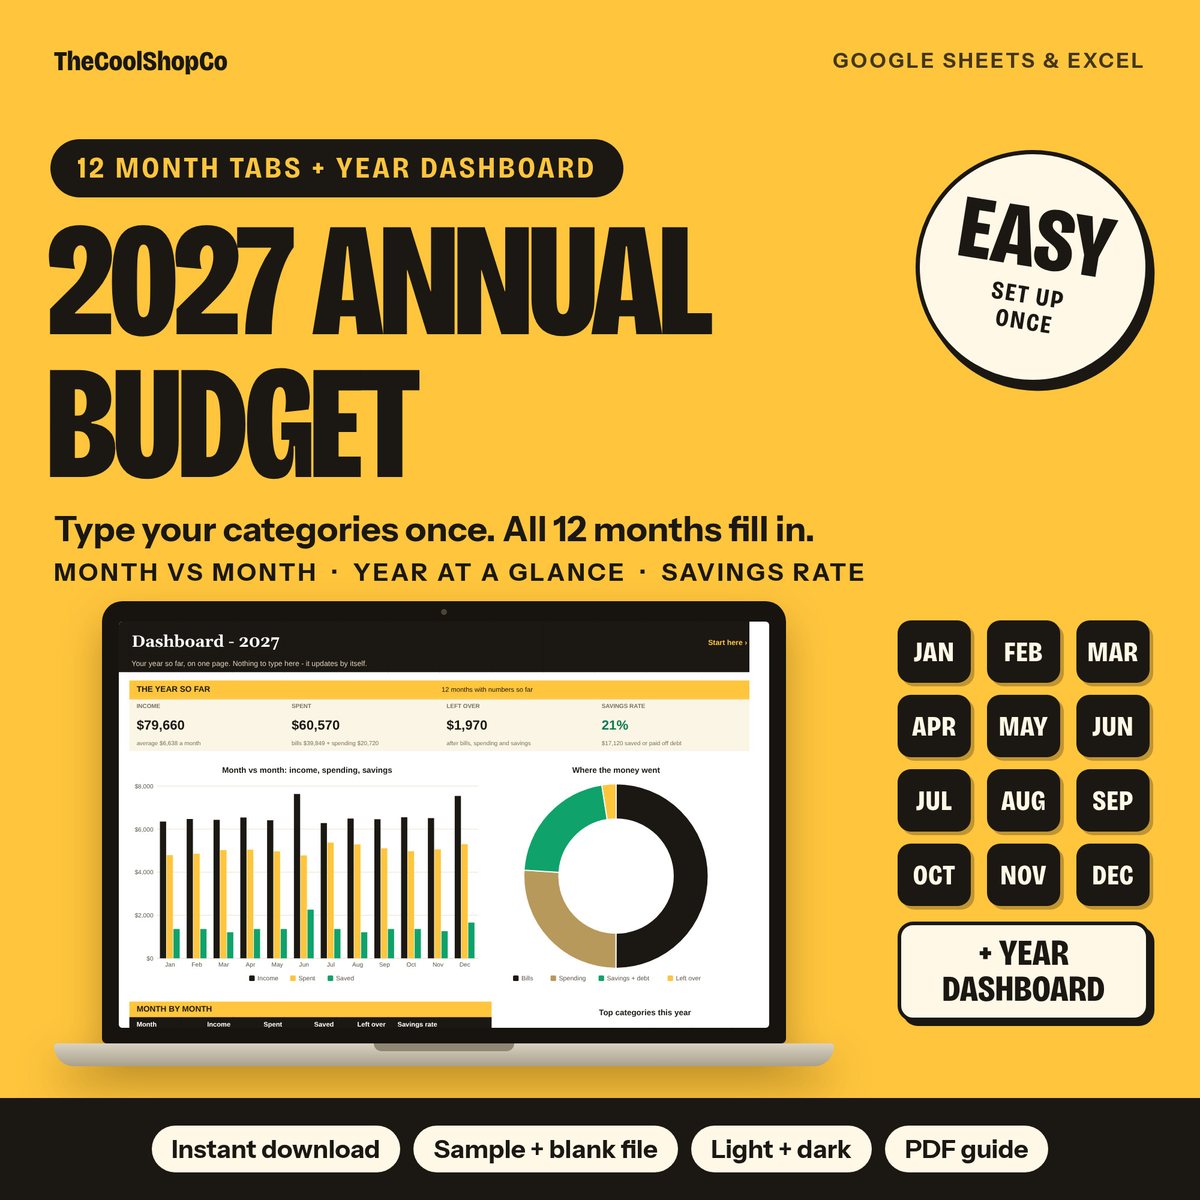 TheCoolShopCo
GOOGLE SHEETS & EXCEL
12 MONTH TABS + YEAR DASHBOARD
2027 ANNUAL
BUDGET
EASY
SET UP
ONCE
Type your categories once. All 12 months fill in.
MONTH VS MONTH · YEAR AT A GLANCE · SAVINGS RATE
Dashboard - 2027
Start here ›
Your year so far, on one page. Nothing to type here - it updates by itself.
THE YEAR SO FAR
12 months with numbers so far
INCOME SPENT LEFT OVER SAVINGS RATE
$79,660 $60,570 $1,970 21%
average $6,638 a month bills $39,849 + spending $20,720 after bills, spending and savings $17,120 saved or paid off debt
Month vs month: income, spending, savings
$8,000
$6,000
$4,000
$2,000
$0
Jan Feb Mar Apr May Jun Jul Aug Sep Oct Nov Dec
Income Spent Saved
Where the money went
Bills Spending Savings + debt Left over
MONTH BY MONTH
Month Income Spent Saved Left over Savings rate
Top categories this year
JAN FEB MAR
APR MAY JUN
JUL AUG SEP
OCT NOV DEC
+ YEAR
DASHBOARD
Instant download Sample + blank file Light + dark PDF guide